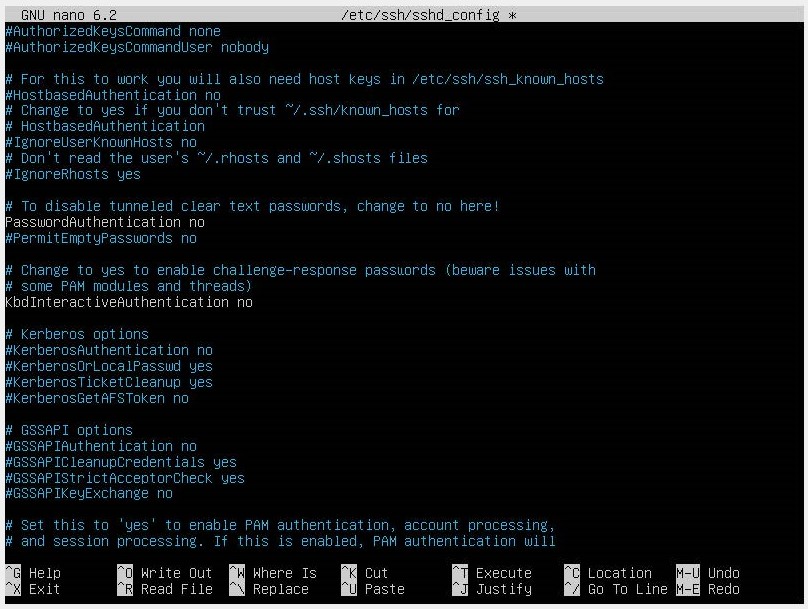 GNU nano 6.2 /etc/ssh/sshd_config *
#AuthorizedKeysCommand none
#AuthorizedKeysCommandUser nobody
# For this to work you will also need host keys in /etc/ssh/ssh_known_hosts
#HostbasedAuthentication no
# Change to yes if you don't trust ~/.ssh/known_hosts for
# HostbasedAuthentication
#IgnoreUserKnownHosts no
# Don't read the user's ~/.rhosts and ~/.shosts files
#IgnoreRhosts yes
# To disable tunneled clear text passwords, change to no here!
PasswordAuthentication no
#PermitEmptyPasswords no
# Change to yes to enable challenge-response passwords (beware issues with
# some PAM modules and threads)
KbdInteractiveAuthentication no
# Kerberos options
#KerberosAuthentication no
#KerberosOrLocalPasswd yes
#KerberosTicketCleanup yes
#KerberosGetAFSToken no
# GSSAPI options
#GSSAPIAuthentication no
#GSSAPICleanupCredentials yes
#GSSAPIStrictAcceptorCheck yes
#GSSAPIKeyExchange no
# Set this to 'yes' to enable PAM authentication, account processing,
# and session processing. If this is enabled, PAM authentication will
^G Help ^O Write Out ^W Where Is ^K Cut ^T Execute ^C Location M-U Undo
^X Exit ^R Read File ^\ Replace ^U Paste ^J Justify ^/ Go To Line M-E Redo